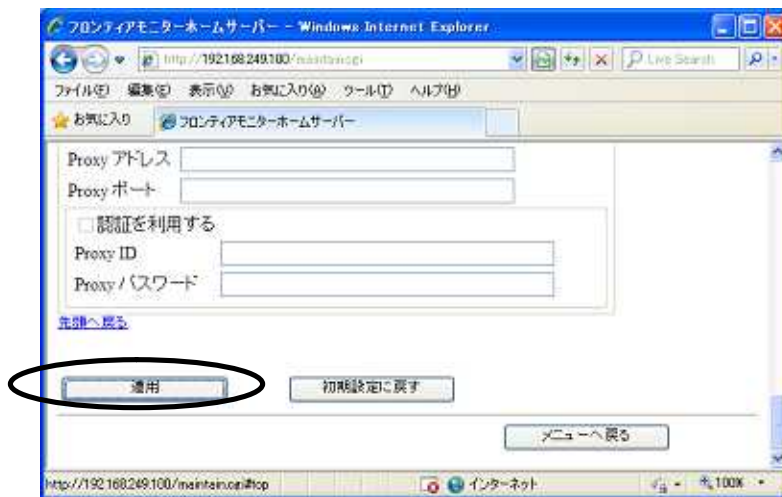 フロンティアモニターホームサーバー - Windows Internet Explorer
http://192.168.249.100/maintain.cgi
Live Search
ファイル(F) 編集(E) 表示(V) お気に入り(A) ツール(T) ヘルプ(H)
お気に入り フロンティアモニターホームサーバー
Proxy アドレス
Proxy ポート
認証を利用する
Proxy ID
Proxy パスワード
先頭へ戻る
適用 初期設定に戻す
メニューへ戻る
http://192.168.249.100/maintain.cgi#top インターネット 100%